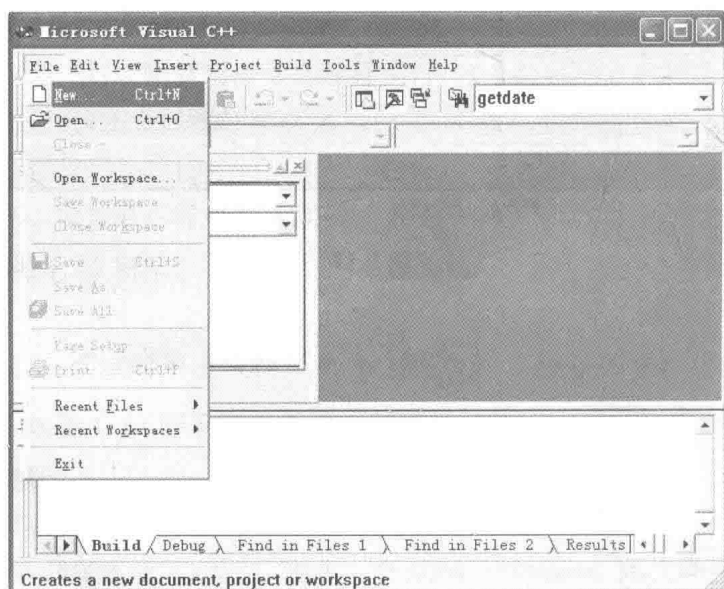 Microsoft Visual C++
File Edit View Insert Project Build Tools Window Help
New... Ctrl+N
getdate
Open... Ctrl+O
Close
Open Workspace...
Save Workspace
Close Workspace
Save Ctrl+S
Save As...
Save All
Page Setup...
Print... Ctrl+P
Recent Files
Recent Workspaces
Exit
Build Debug Find in Files 1 Find in Files 2 Results
Creates a new document, project or workspace